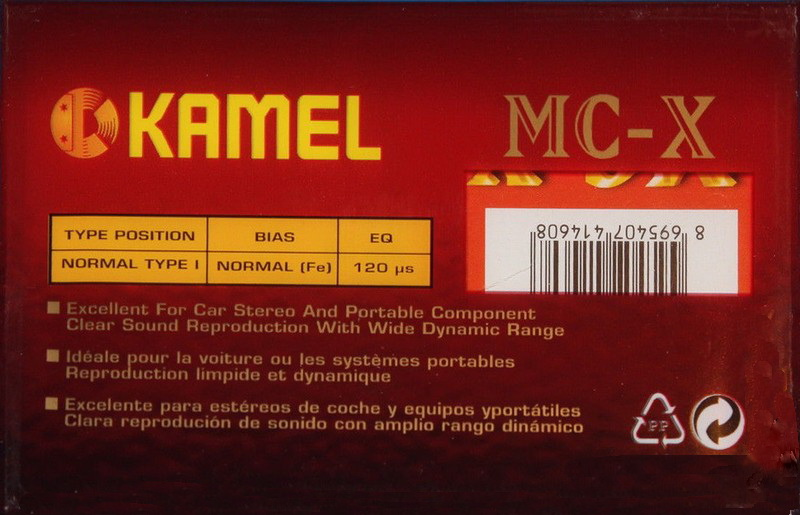 KAMEL
MC-X
TYPE POSITION BIAS EQ
NORMAL TYPE I NORMAL (Fe) 120 µs
8 695407 414608
Excellent For Car Stereo And Portable Component
Clear Sound Reproduction With Wide Dynamic Range
Idéale pour la voiture ou les systèmes portables
Reproduction limpide et dynamique
Excelente para estéreos de coche y equipos yportátiles
Clara reprodución de sonido con amplio rango dinámico
PP